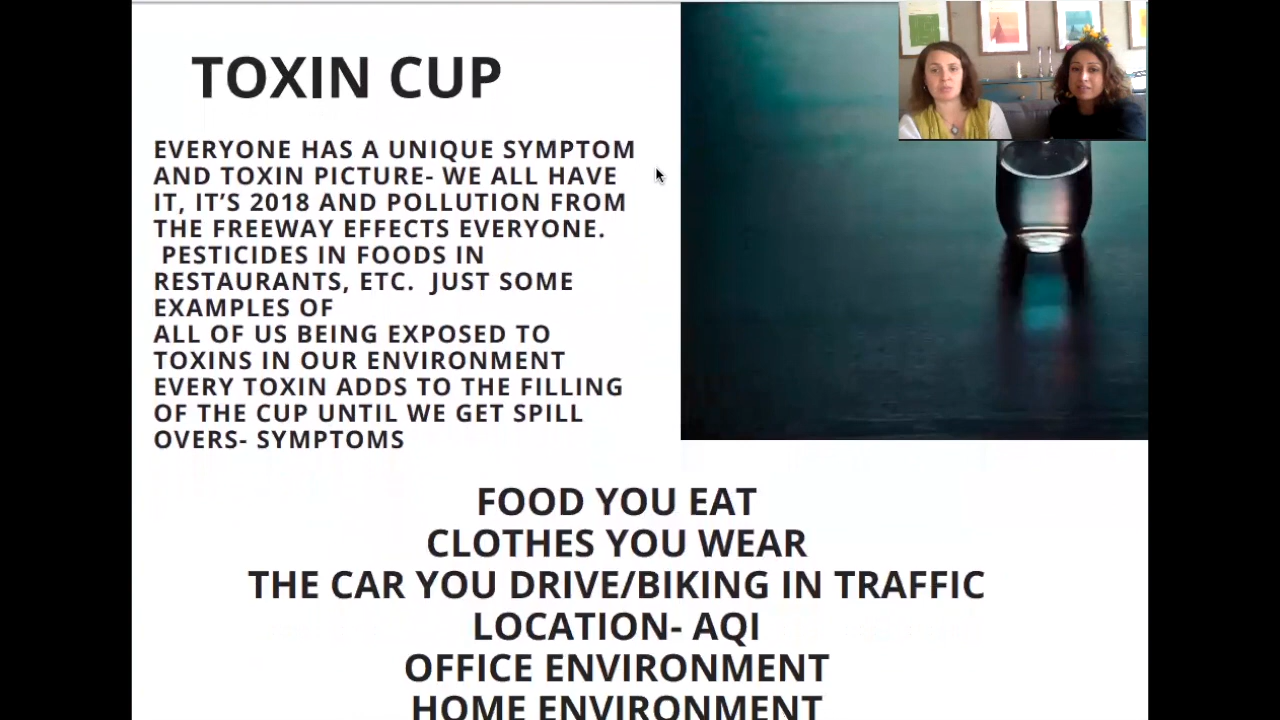 TOXIN CUP
EVERYONE HAS A UNIQUE SYMPTOM
AND TOXIN PICTURE- WE ALL HAVE
IT, IT’S 2018 AND POLLUTION FROM
THE FREEWAY EFFECTS EVERYONE.
PESTICIDES IN FOODS IN
RESTAURANTS, ETC.  JUST SOME
EXAMPLES OF
ALL OF US BEING EXPOSED TO
TOXINS IN OUR ENVIRONMENT
EVERY TOXIN ADDS TO THE FILLING
OF THE CUP UNTIL WE GET SPILL
OVERS- SYMPTOMS
FOOD YOU EAT
CLOTHES YOU WEAR
THE CAR YOU DRIVE/BIKING IN TRAFFIC
LOCATION- AQI
OFFICE ENVIRONMENT
HOME ENVIRONMENT